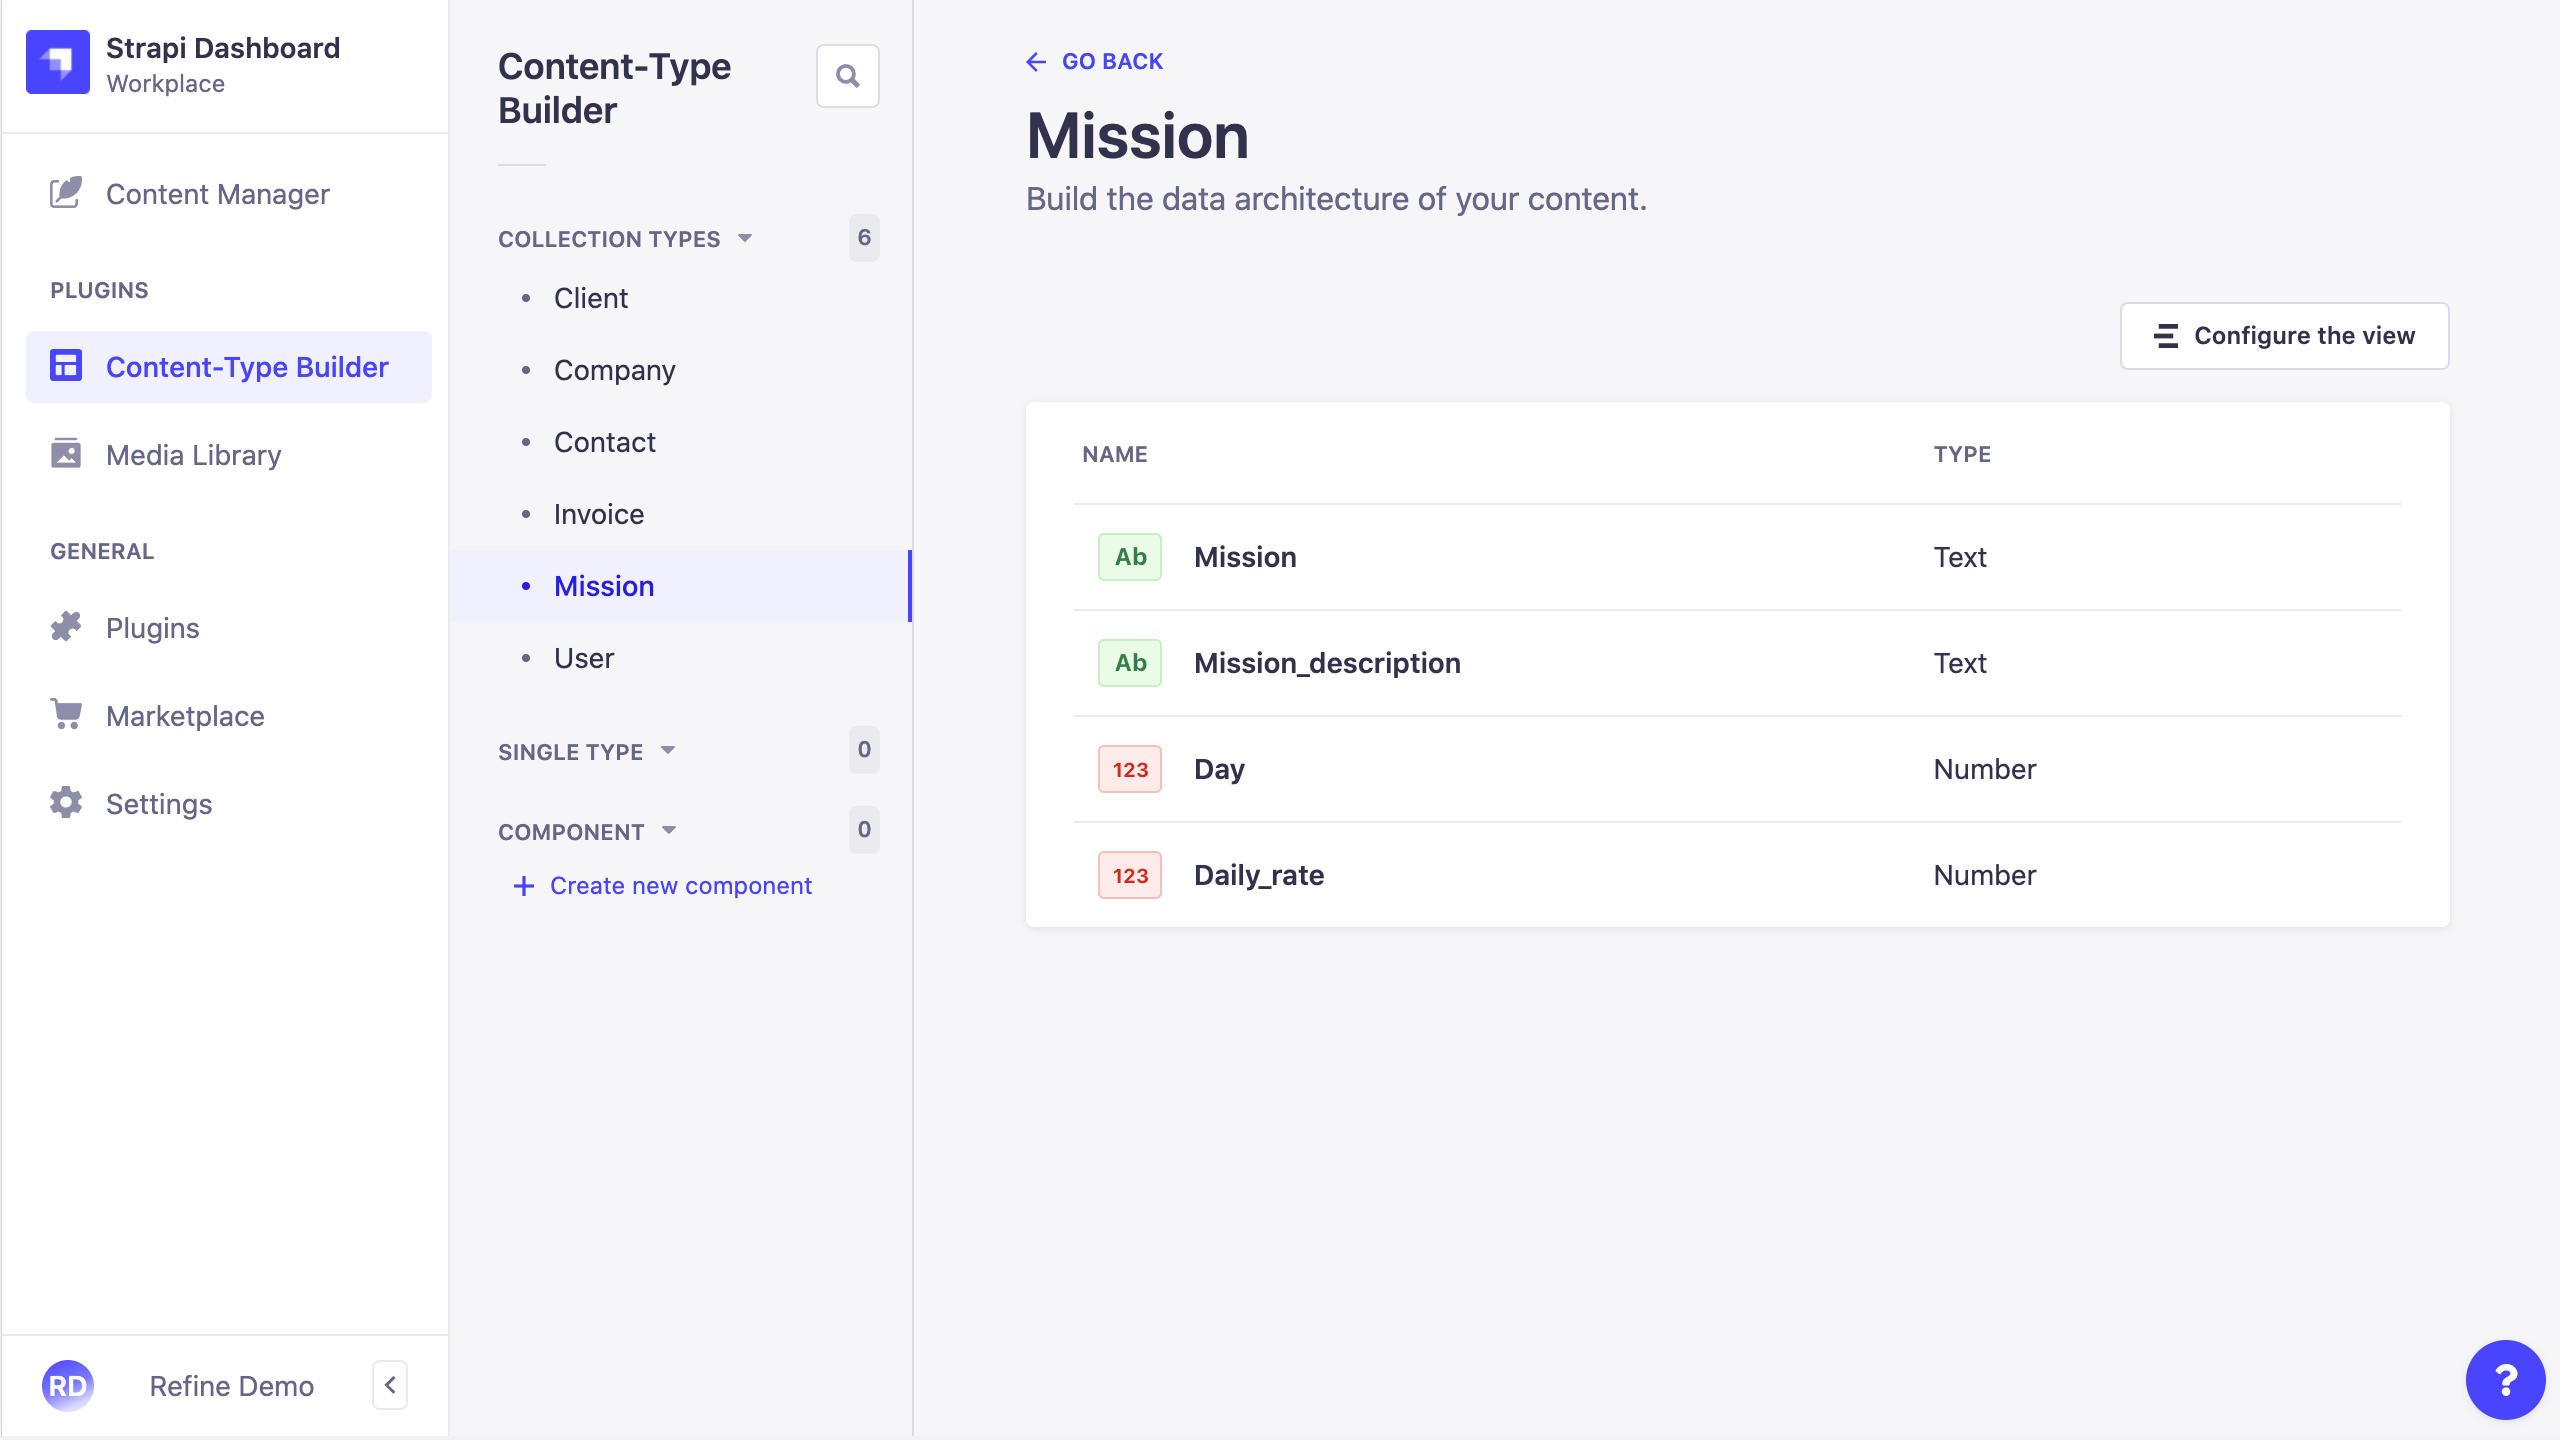 Strapi Dashboard
Workplace
Content Manager
PLUGINS
Content-Type Builder
Media Library
GENERAL
Plugins
Marketplace
Settings
RD
Refine Demo
Content-Type
Builder
COLLECTION TYPES 6
Client
Company
Contact
Invoice
Mission
User
SINGLE TYPE 0
COMPONENT 0
Create new component
GO BACK
Mission
Build the data architecture of your content.
Configure the view
NAME TYPE
Ab Mission Text
Ab Mission_description Text
123 Day Number
123 Daily_rate Number
?